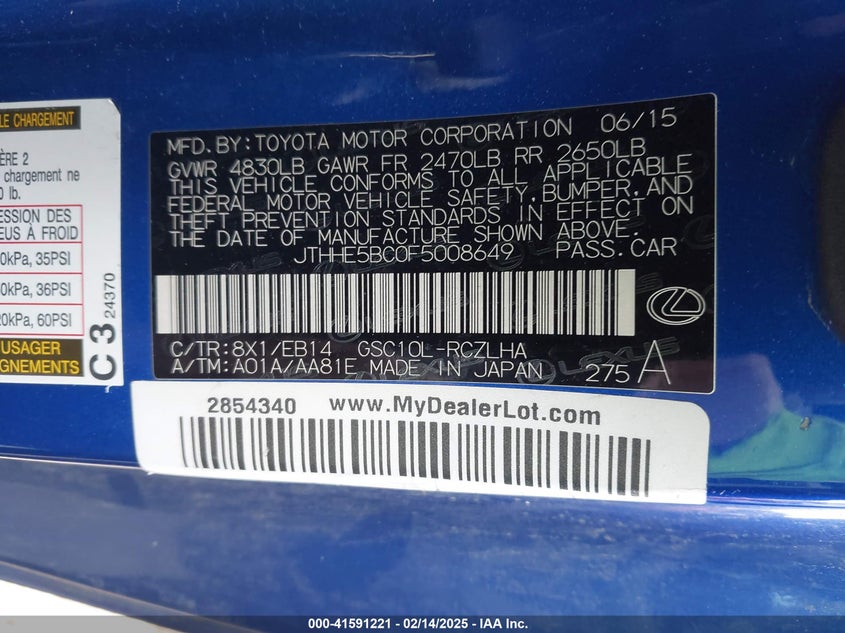 LE CHARGEMENT
ÈRE 2
chargement ne
0 lb.
ESSION DES
EUS À FROID
0kPa, 35PSI
0kPa, 36PSI
20kPa, 60PSI
USAGER
GNEMENTS
C 3 24370
MFD. BY: TOYOTA MOTOR CORPORATION 06/15
GVWR 4830LB GAWR FR 2470LB RR 2650LB
THIS VEHICLE CONFORMS TO ALL APPLICABLE
FEDERAL MOTOR VEHICLE SAFETY, BUMPER, AND
THEFT PREVENTION STANDARDS IN EFFECT ON
THE DATE OF MANUFACTURE SHOWN ABOVE.
JTHHE5BC0F5008649 PASS. CAR
C/TR: 8X1/EB14 GSC10L-RCZLHA
A/TM: A01A/AA81E MADE IN JAPAN 275 A
2854340 www.MyDealerLot.com
000-41591221 — 02/14/2025 — IAA Inc.